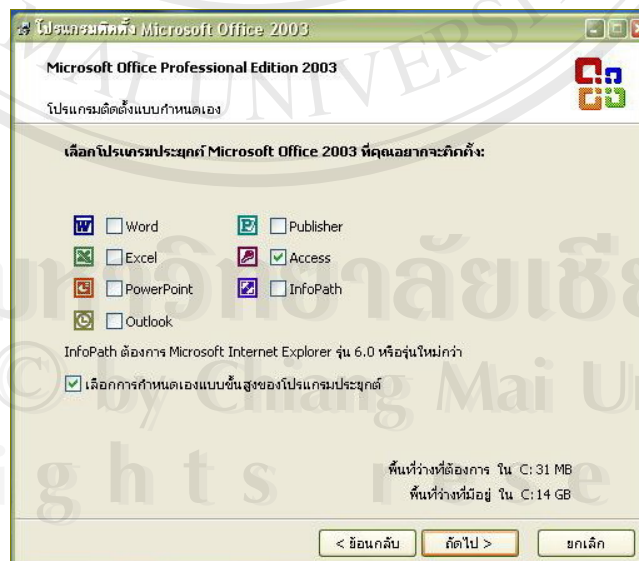 โปรแกรมติดตั้ง Microsoft Office 2003
Microsoft Office Professional Edition 2003
โปรแกรมติดตั้งแบบกำหนดเอง
เลือกโปรแกรมประยุกต์ Microsoft Office 2003 ที่คุณอยากจะติดตั้ง:
Word
Publisher
Excel
Access
PowerPoint
InfoPath
Outlook
InfoPath ต้องการ Microsoft Internet Explorer รุ่น 6.0 หรือรุ่นใหม่กว่า
เลือกการกำหนดเองแบบขั้นสูงของโปรแกรมประยุกต์
พื้นที่ว่างที่ต้องการ ใน C: 31 MB
พื้นที่ว่างที่มีอยู่ ใน C: 14 GB
< ย้อนกลับ
ถัดไป >
ยกเลิก
MAI UNIVERS
© by Chiang Mai Un
ights rese